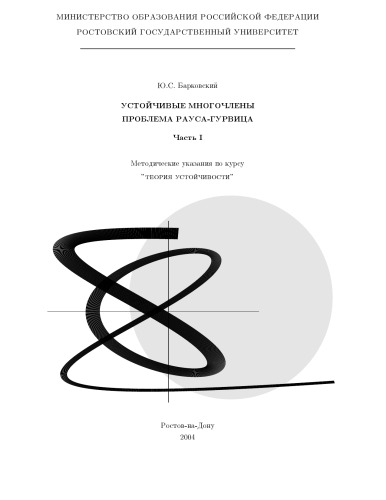 МИНИСТЕРСТВО ОБРАЗОВАНИЯ РОССИЙСКОЙ ФЕДЕРАЦИИ
РОСТОВСКИЙ ГОСУДАРСТВЕННЫЙ УНИВЕРСИТЕТ
Ю.С. Барковский
УСТОЙЧИВЫЕ МНОГОЧЛЕНЫ
ПРОБЛЕМА РАУСА-ГУРВИЦА
Часть I
Методические указания по курсу
"ТЕОРИЯ УСТОЙЧИВОСТИ"
Ростов-на-Дону
2004